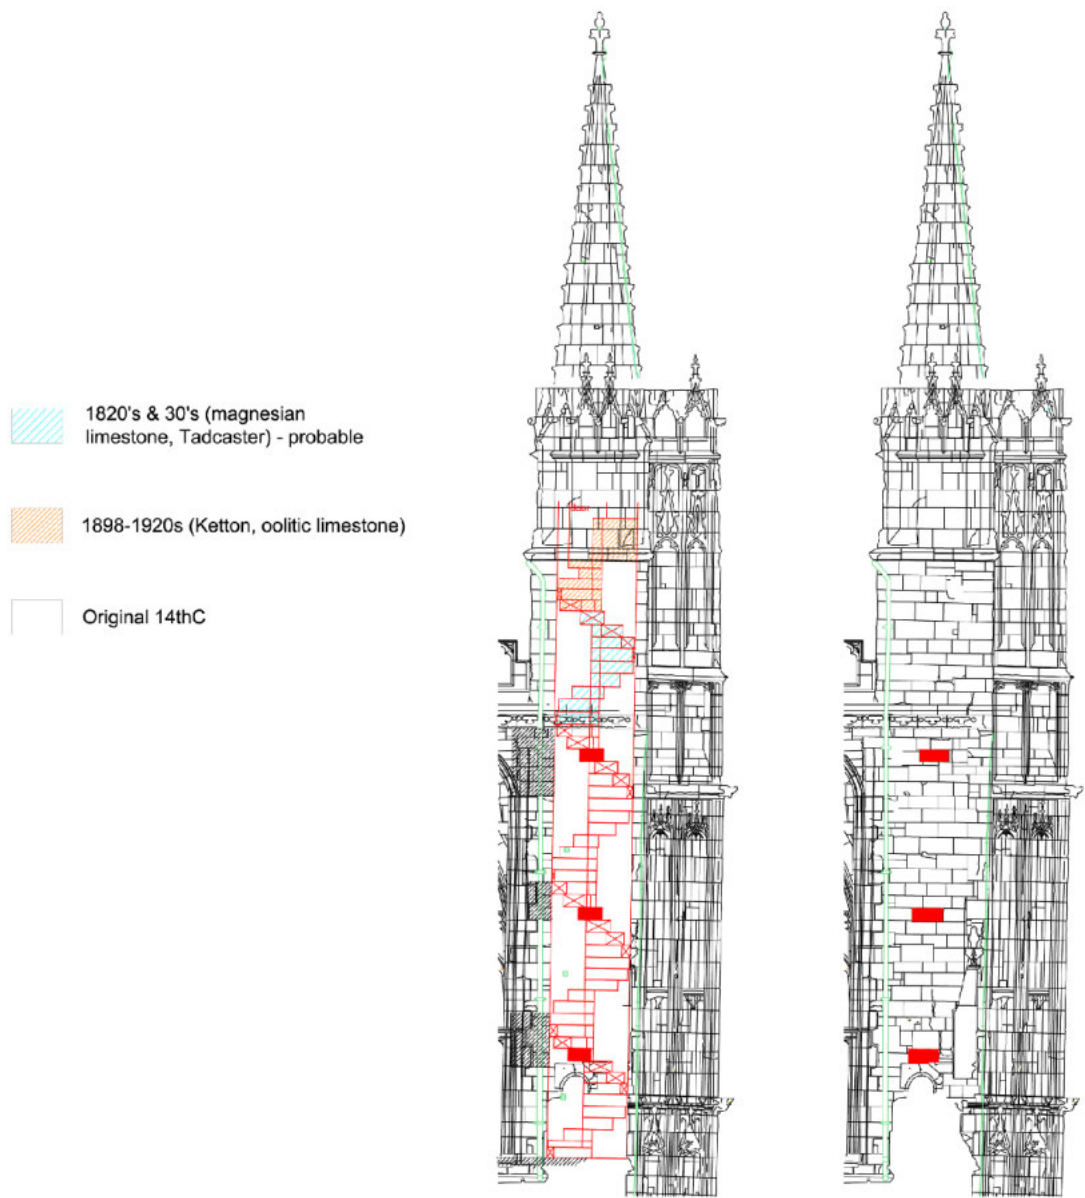 1820's & 30's (magnesian
limestone, Tadcaster) - probable
1898-1920s (Ketton, oolitic limestone)
Original 14thC